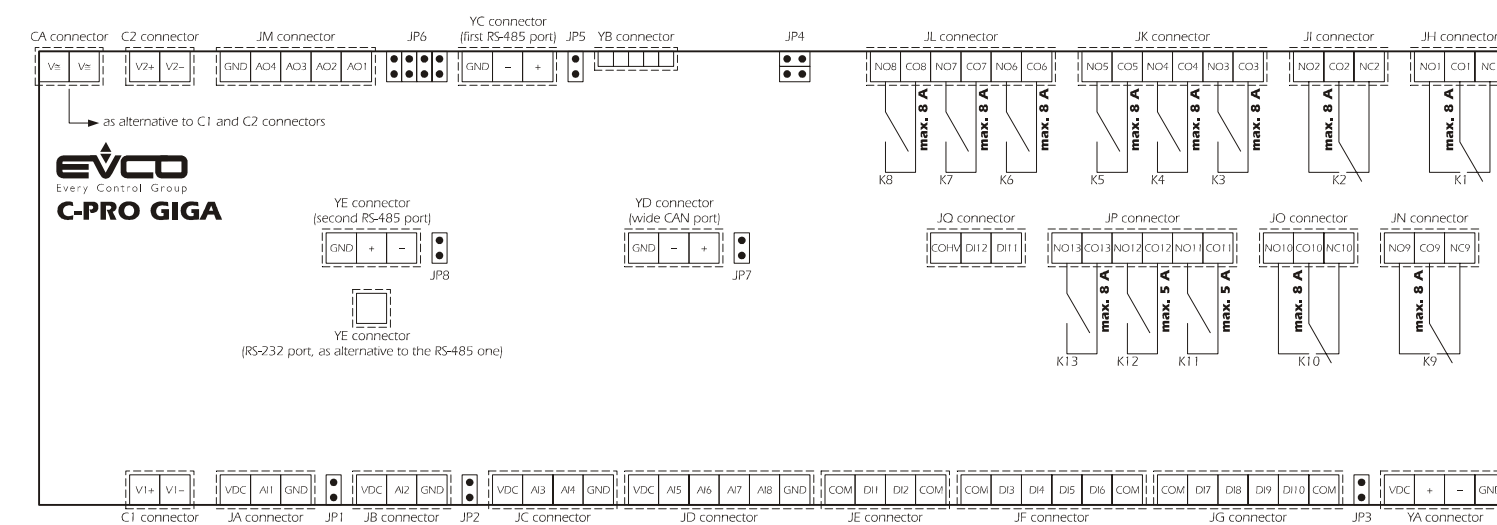 CA connector C2 connector JM connector JP6 YC connector (first RS-485 port) JP5 YB connector JP4 JL connector JK connector JI connector JH connector
V≅ V≅ V2+ V2– GND AO4 AO3 AO2 AO1 GND – + NO8 CO8 NO7 CO7 NO6 CO6 NO5 CO5 NO4 CO4 NO3 CO3 NO2 CO2 NC2 NO1 CO1 NC
max. 8 A max. 8 A max. 8 A max. 8 A max. 8 A max. 8 A max. 8 A max. 8 A
as alternative to C1 and C2 connectors
K8 K7 K6 K5 K4 K3 K2 K1
EVCO
Every Control Group
C-PRO GIGA
YE connector YD connector
(second RS-485 port) (wide CAN port) JQ connector JP connector JO connector JN connector
GND + – GND – + COHV DI12 DI11 NO13 CO13 NO12 CO12 NO11 CO11 NO10 CO10 NC10 NO9 CO9 NC9
JP8 JP7
max. 8 A max. 5 A max. 5 A max. 8 A max. 8 A
YE connector
(RS-232 port, as alternative to the RS-485 one)
K13 K12 K11 K10 K9
V1+ V1– VDC AI1 GND VDC AI2 GND VDC AI3 AI4 GND VDC AI5 AI6 AI7 AI8 GND COM DI1 DI2 COM COM DI3 DI4 DI5 DI6 COM COM DI7 DI8 DI9 DI10 COM VDC + – GND
C1 connector JA connector JP1 JB connector JP2 JC connector JD connector JE connector JF connector JG connector JP3 YA connector